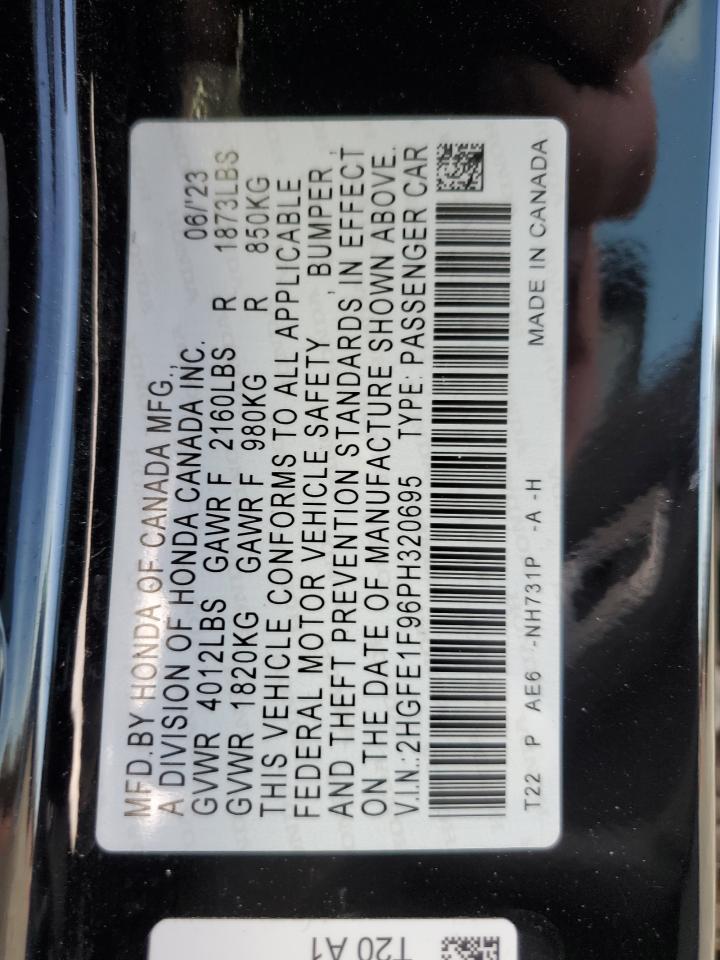 MFD.BY HONDA OF CANADA MFG.,
A DIVISION OF HONDA CANADA INC. 06/'23
GVWR 4012LBS GAWR F 2160LBS R 1873LBS
GVWR 1820KG GAWR F 980KG R 850KG
THIS VEHICLE CONFORMS TO ALL APPLICABLE
FEDERAL MOTOR VEHICLE SAFETY , BUMPER ,
AND THEFT PREVENTION STANDARDS IN EFFECT
ON THE DATE OF MANUFACTURE SHOWN ABOVE.
V.I.N.:2HGFE1F96PH320695 TYPE: PASSENGER CAR
T22 P AE6 -NH731P -A -H MADE IN CANADA
T20 A1